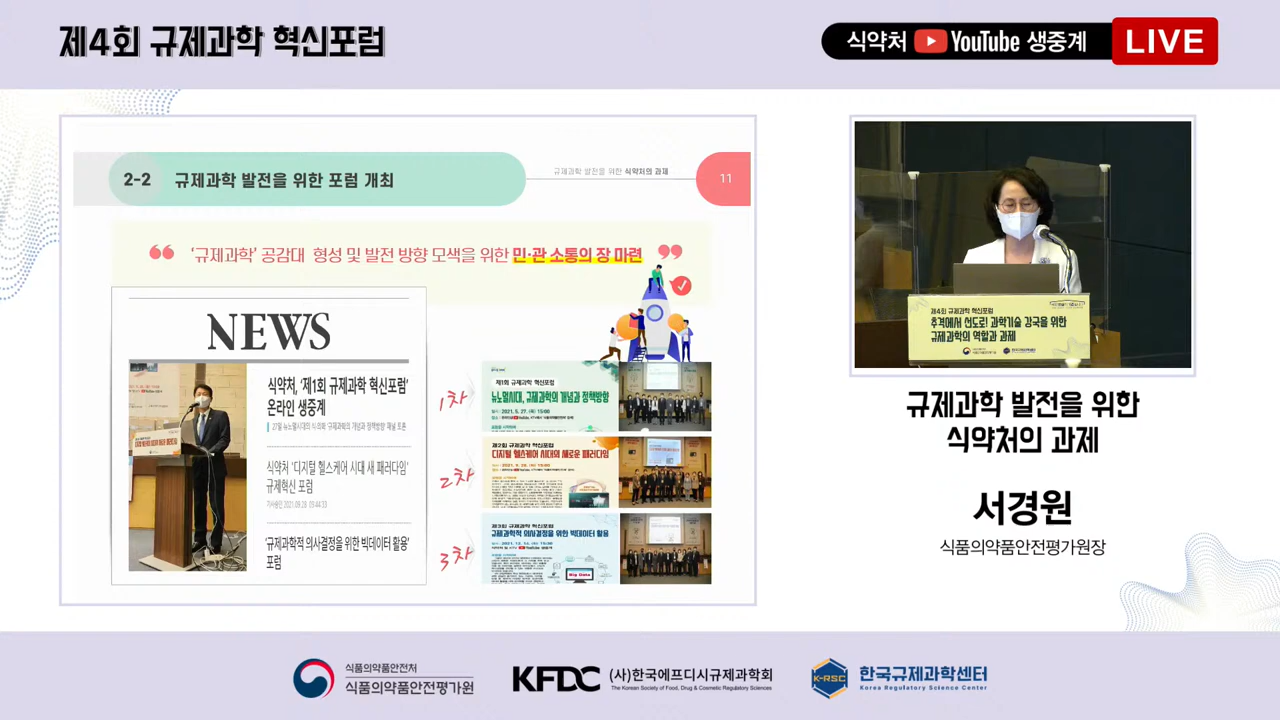 제4회 규제과학 혁신포럼
식약처 YouTube 생중계 LIVE
2-2 규제과학 발전을 위한 포럼 개최
규제과학 발전을 위한 식약처의 과제
11
“ ‘규제과학’ 공감대 형성 및 발전 방향 모색을 위한 민·관 소통의 장 마련 ”
NEWS
식약처, ‘제1회 규제과학 혁신포럼’
온라인 생중계
식약처 ‘디지털 헬스케어 시대 새 패러다임’
규제혁신 포럼
‘규제과학적 의사결정을 위한 빅데이터 활용’
포럼
1차
제1회 규제과학 혁신포럼
뉴노멀시대, 규제과학의 개념과 정책방향
2차
제2회 규제과학 혁신포럼
디지털 헬스케어 시대의 새로운 패러다임
3차
제3회 규제과학 혁신포럼
규제과학적 의사결정을 위한 빅데이터 활용
Big Data
제4회 규제과학 혁신포럼
추격에서 선도로! 과학기술 강국을 위한
규제과학의 역할과 과제
규제과학 발전을 위한
식약처의 과제
서경원
식품의약품안전평가원장
식품의약품안전처
식품의약품안전평가원
KFDC (사)한국에프디시규제과학회
The Korean Society of Food, Drug & Cosmetic Regulatory Sciences
K-RSC 한국규제과학센터
Korea Regulatory Science Center